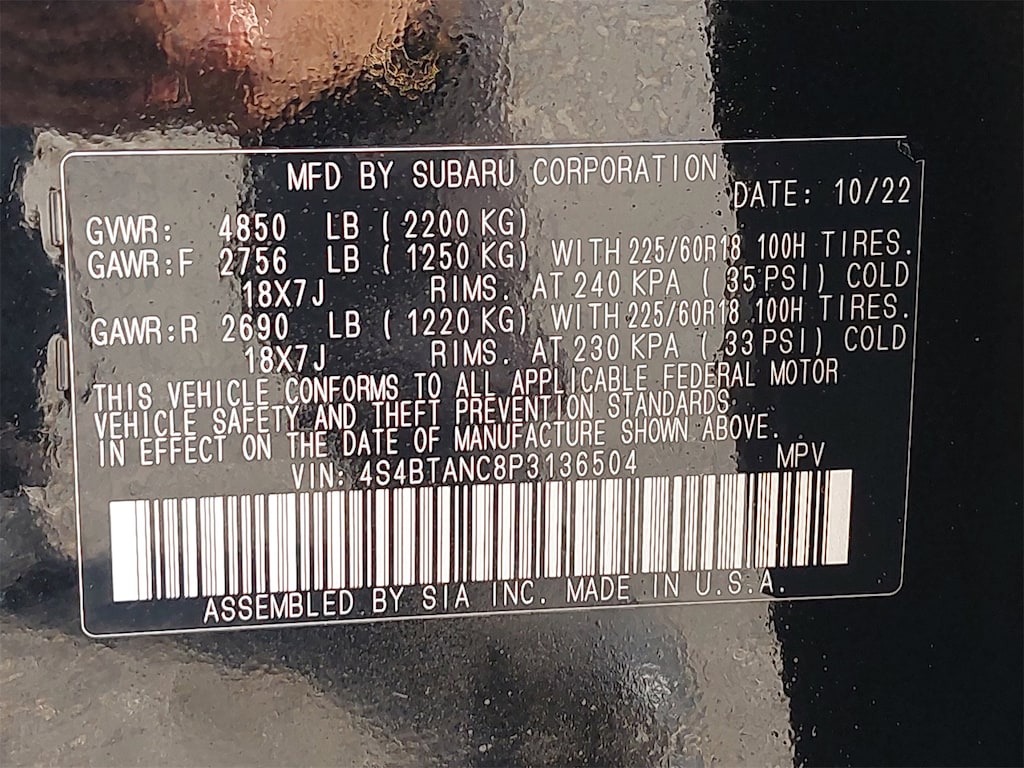 MFD BY SUBARU CORPORATION
DATE: 10/22
GVWR: 4850 LB ( 2200 KG)
GAWR:F 2756 LB ( 1250 KG) WITH 225/60R18 100H TIRES.
18X7J RIMS. AT 240 KPA ( 35 PSI) COLD
GAWR:R 2690 LB ( 1220 KG) WITH 225/60R18 100H TIRES.
18X7J RIMS. AT 230 KPA ( 33 PSI) COLD
THIS VEHICLE CONFORMS TO ALL APPLICABLE FEDERAL MOTOR
VEHICLE SAFETY AND THEFT PREVENTION STANDARDS
IN EFFECT ON THE DATE OF MANUFACTURE SHOWN ABOVE.
VIN: 4S4BTANC8P3136504 MPV
ASSEMBLED BY SIA INC. MADE IN U.S.A.